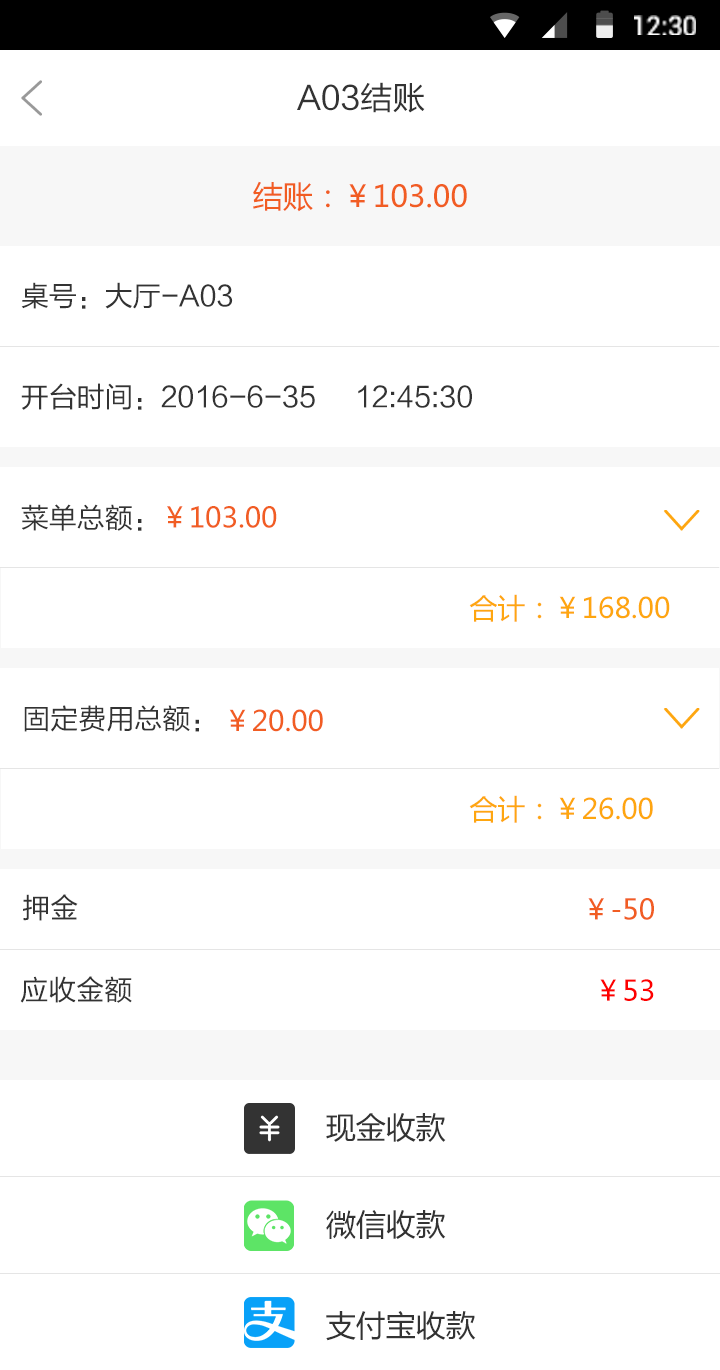 12:30
A03结账
结账：￥103.00
桌号：大厅-A03
开台时间：2016-6-35 12:45:30
菜单总额：￥103.00
合计：￥168.00
固定费用总额：￥20.00
合计：￥26.00
押金 ￥-50
应收金额 ￥53
¥ 现金收款
微信收款
支 支付宝收款